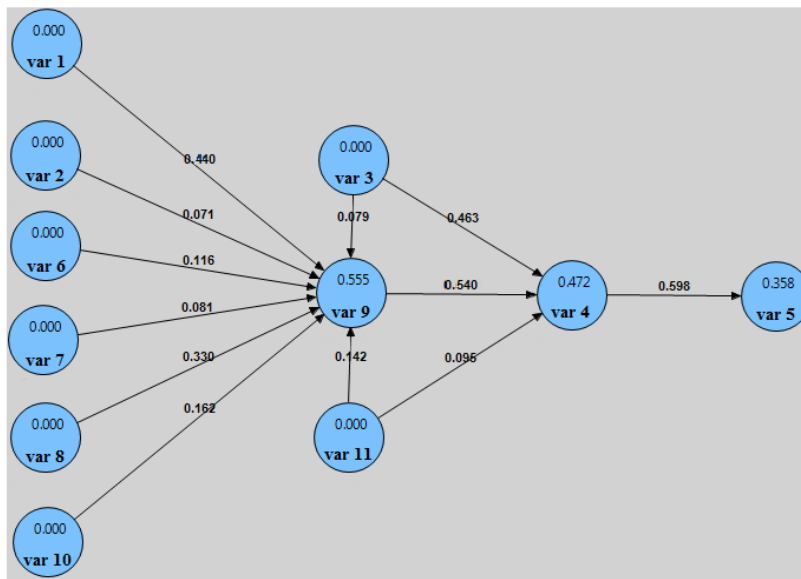 0.000
var 1
0.440
0.000
var 2
0.071
0.000
var 6
0.116
0.000
var 7
0.081
0.000
var 8
0.330
0.000
var 10
0.162
0.000
var 3
0.079
0.463
0.555
var 9
0.540
0.142
0.000
var 11
0.095
0.472
var 4
0.598
0.358
var 5